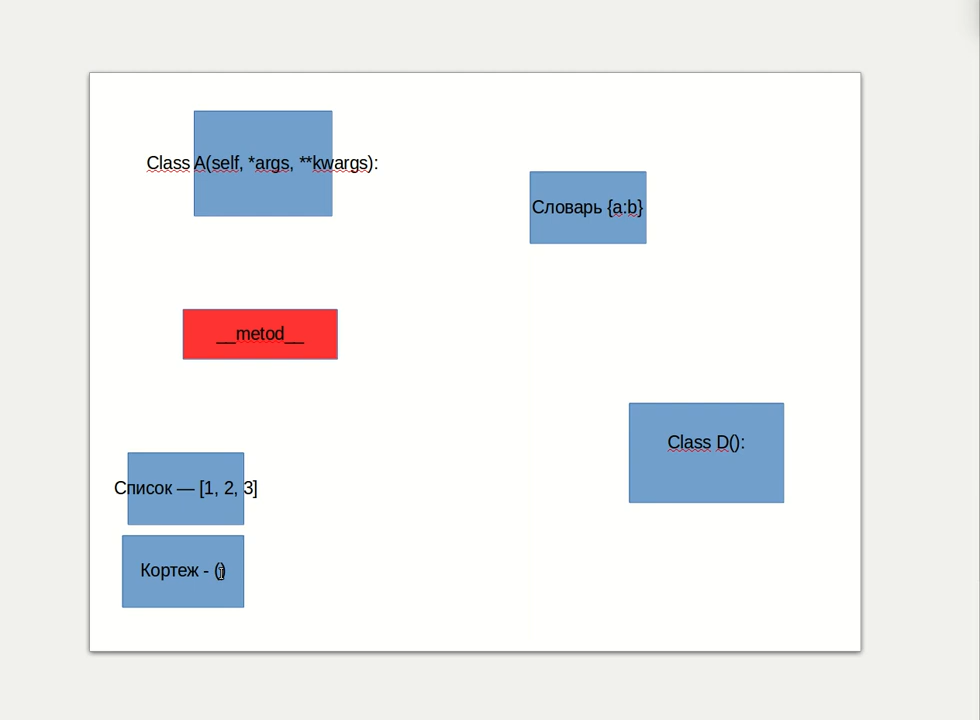 Class A(self, *args, **kwargs):
Словарь {a:b}
__metod__
Class D():
Список — [1, 2, 3]
Кортеж - ()